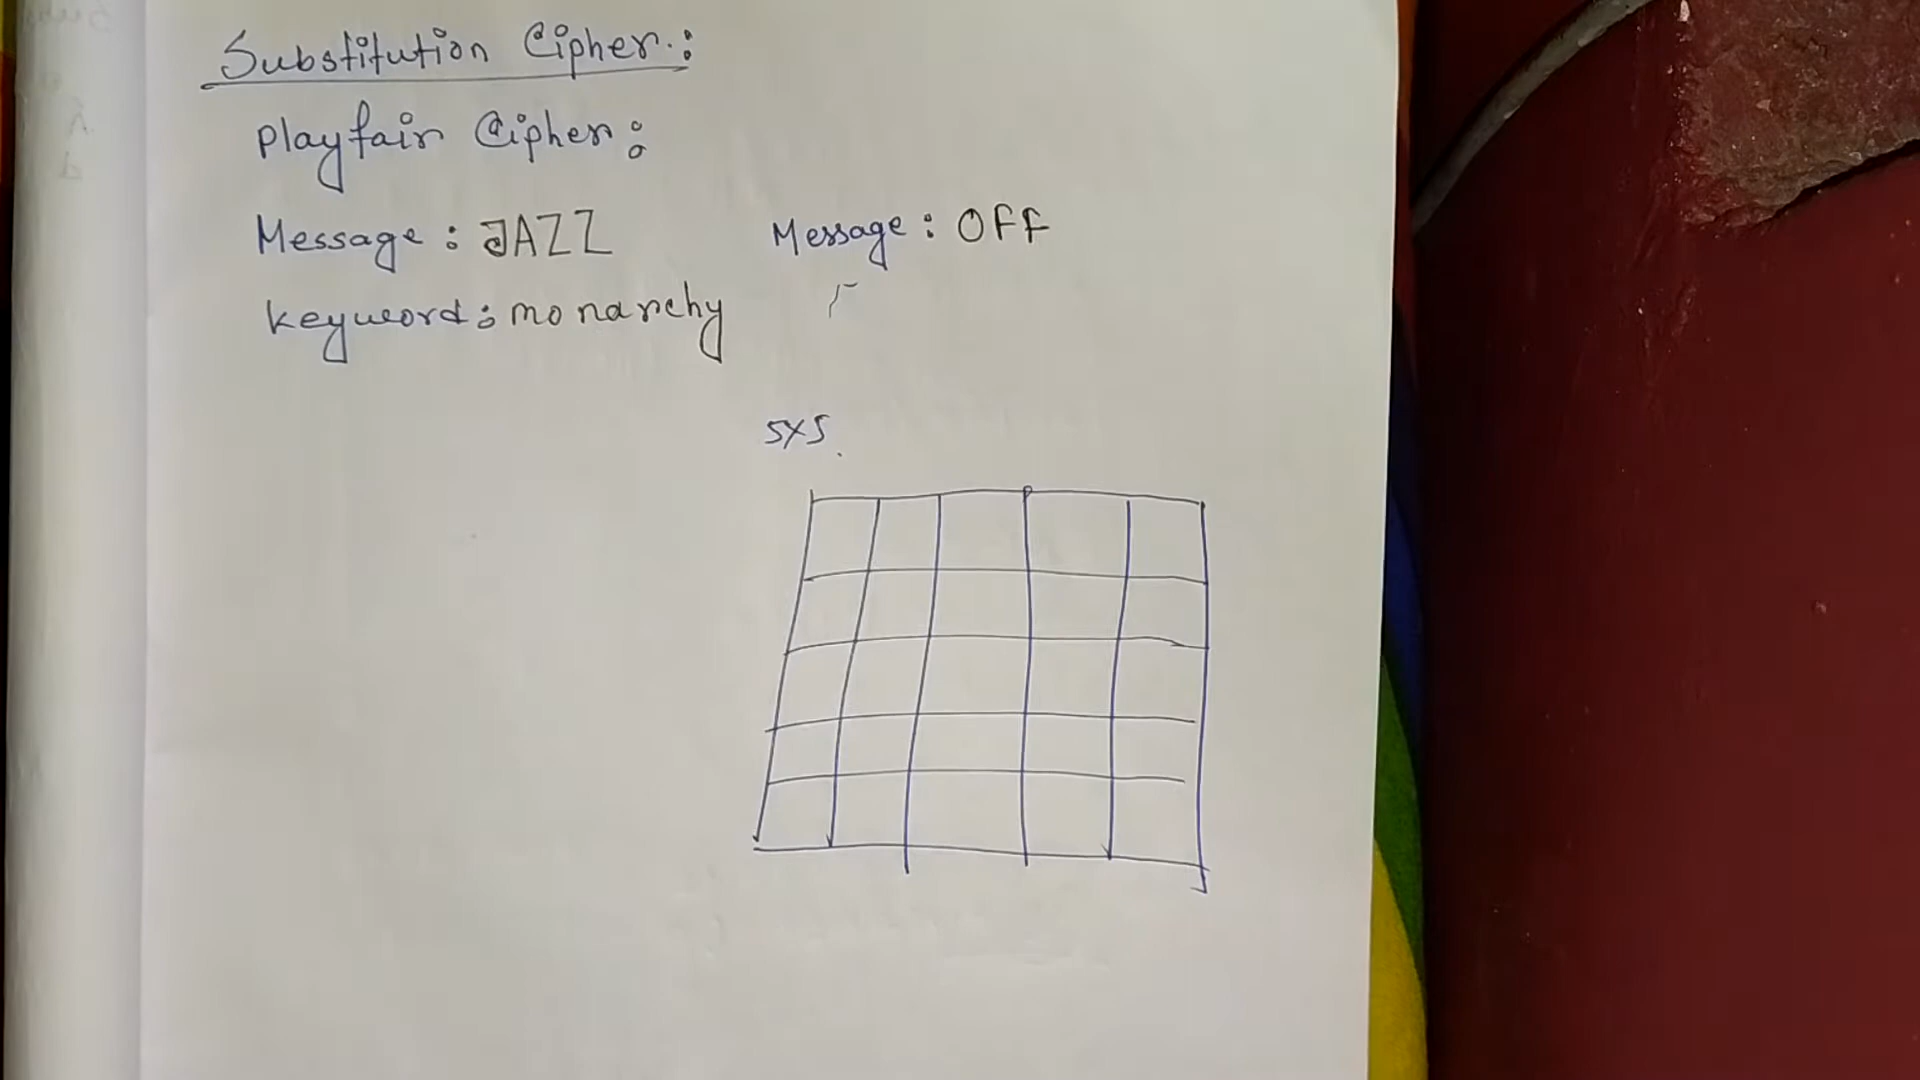 Substitution Cipher:
Playfair Cipher:
Message: JAZZ Message: OFF
Keyword: monarchy
5x5